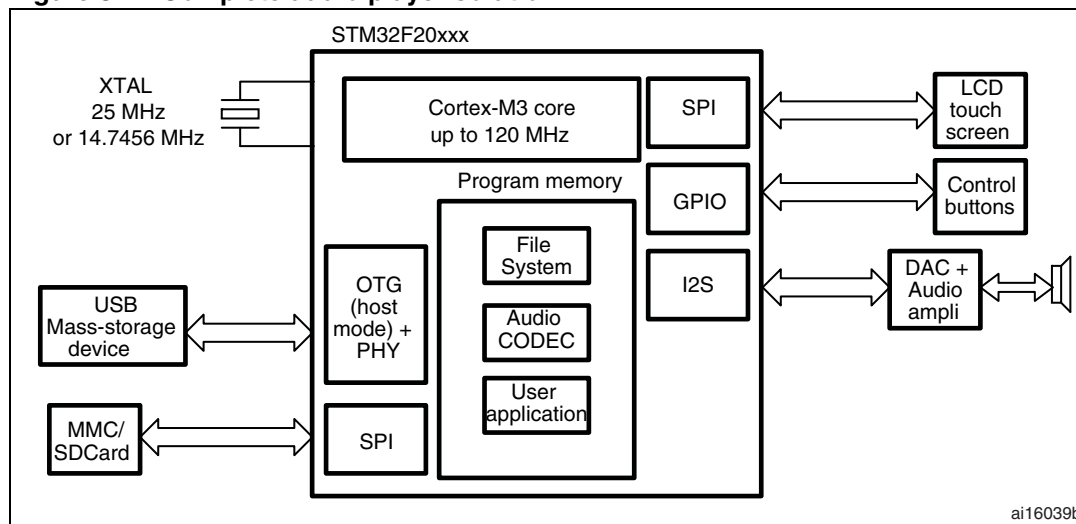 STM32F20xxx
XTAL
25 MHz
or 14.7456 MHz
Cortex-M3 core
up to 120 MHz
SPI
LCD
touch
screen
Program memory
GPIO
Control
buttons
File
System
OTG
(host
mode) +
PHY
I2S
DAC +
Audio
ampli
USB
Mass-storage
device
Audio
CODEC
User
application
MMC/
SDCard
SPI
ai16039b